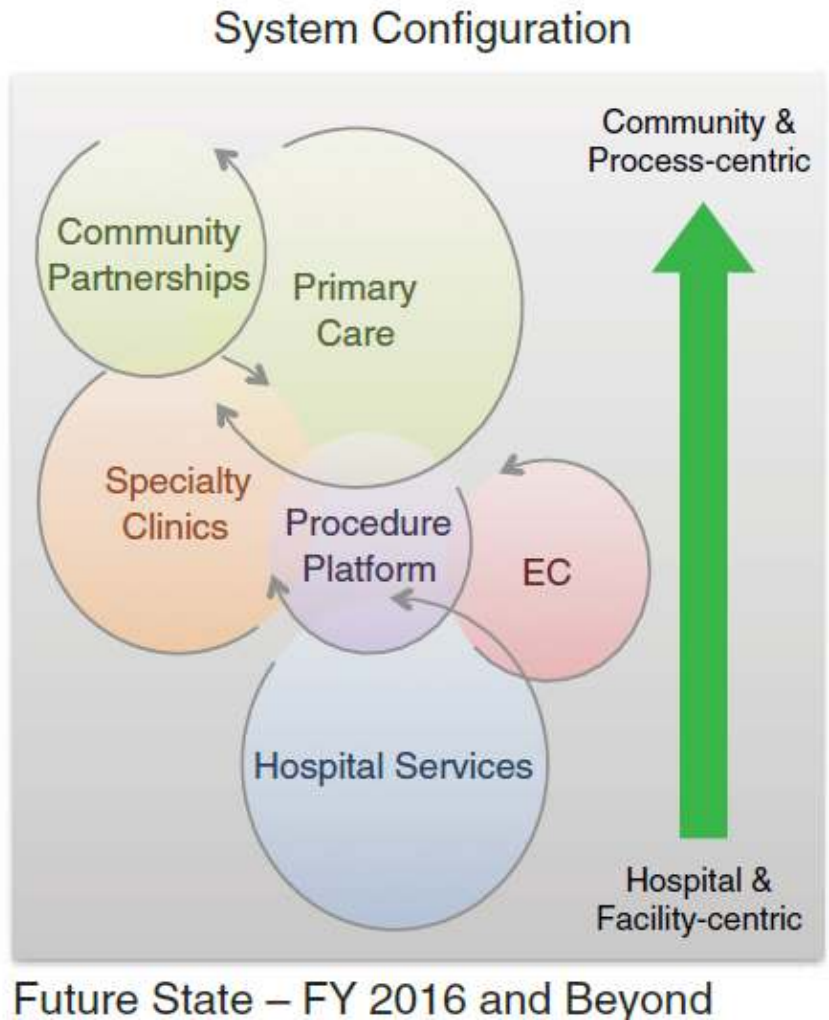 System Configuration
Community &
Process-centric
Community
Partnerships
Primary
Care
Specialty
Clinics
Procedure
Platform
EC
Hospital Services
Hospital &
Facility-centric
Future State – FY 2016 and Beyond